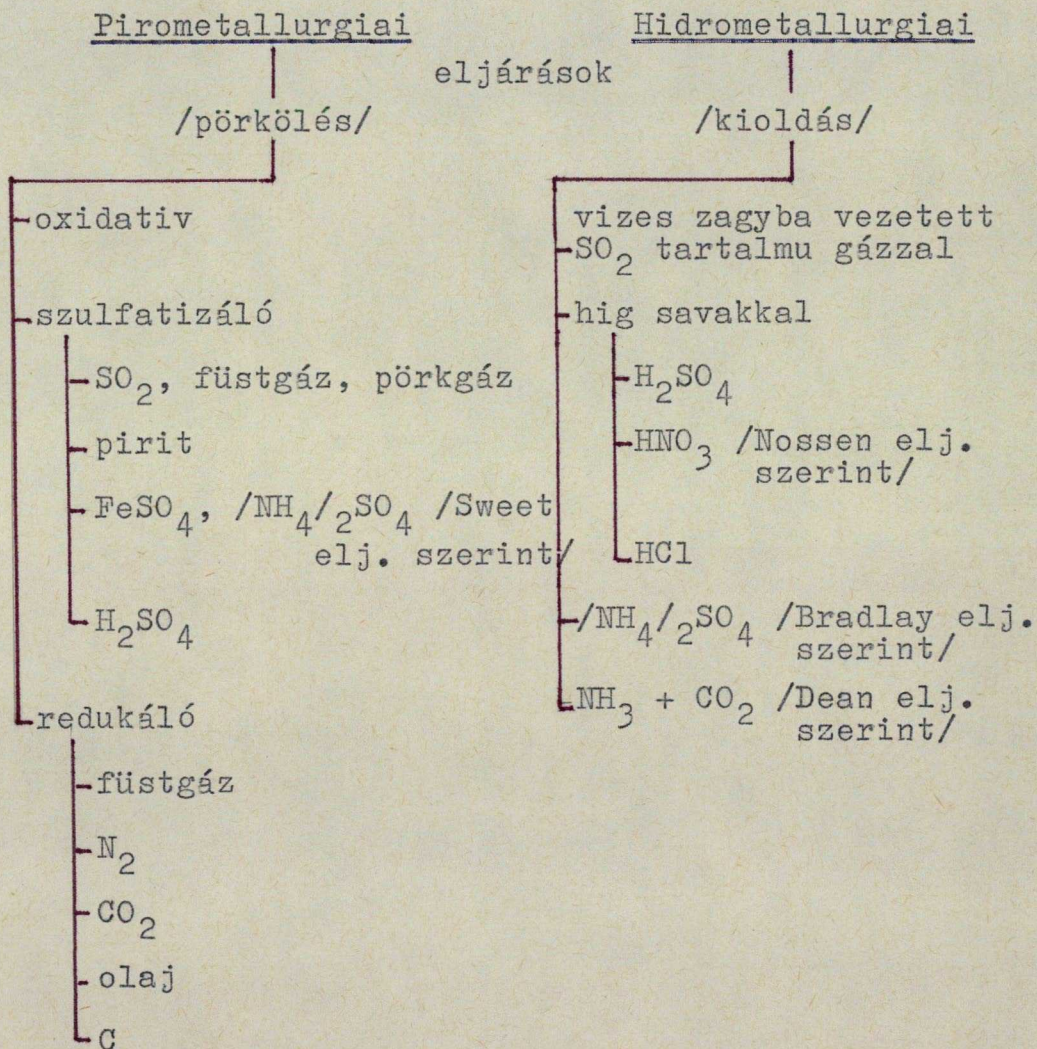 Pirometallurgiai
Hidrometallurgiai
eljárások
/pörkölés/
oxidativ
szulfatizáló
SO₂, füstgáz, pörkgáz
pirit
FeSO₄, /NH₄/₂SO₄ /Sweet
elj. szerint/
H₂SO₄
redukáló
füstgáz
N₂
CO₂
olaj
C
/kioldás/
vizes zagyba vezetett
SO₂ tartalmu gázzal
hig savakkal
H₂SO₄
HNO₃ /Nossen elj.
szerint/
HCl
/NH₄/₂SO₄ /Bradlay elj.
szerint/
NH₃ + CO₂ /Dean elj.
szerint/